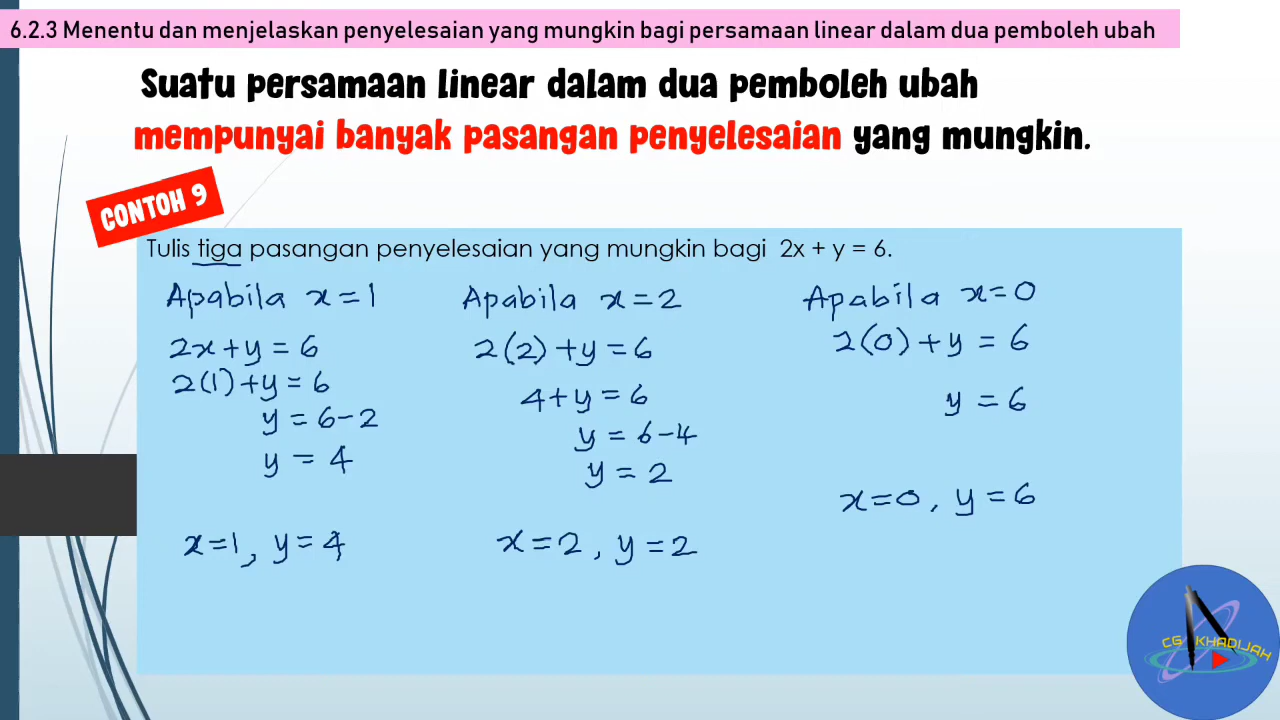 6.2.3 Menentu dan menjelaskan penyelesaian yang mungkin bagi persamaan linear dalam dua pemboleh ubah
Suatu persamaan linear dalam dua pemboleh ubah
mempunyai banyak pasangan penyelesaian yang mungkin.
CONTOH 9
Tulis tiga pasangan penyelesaian yang mungkin bagi 2x + y = 6.
Apabila x = 1
2x + y = 6
2(1) + y = 6
y = 6 - 2
y = 4
x = 1, y = 4
Apabila x = 2
2(2) + y = 6
4 + y = 6
y = 6 - 4
y = 2
x = 2, y = 2
Apabila x = 0
2(0) + y = 6
y = 6
x = 0, y = 6
CG KHADIJAH